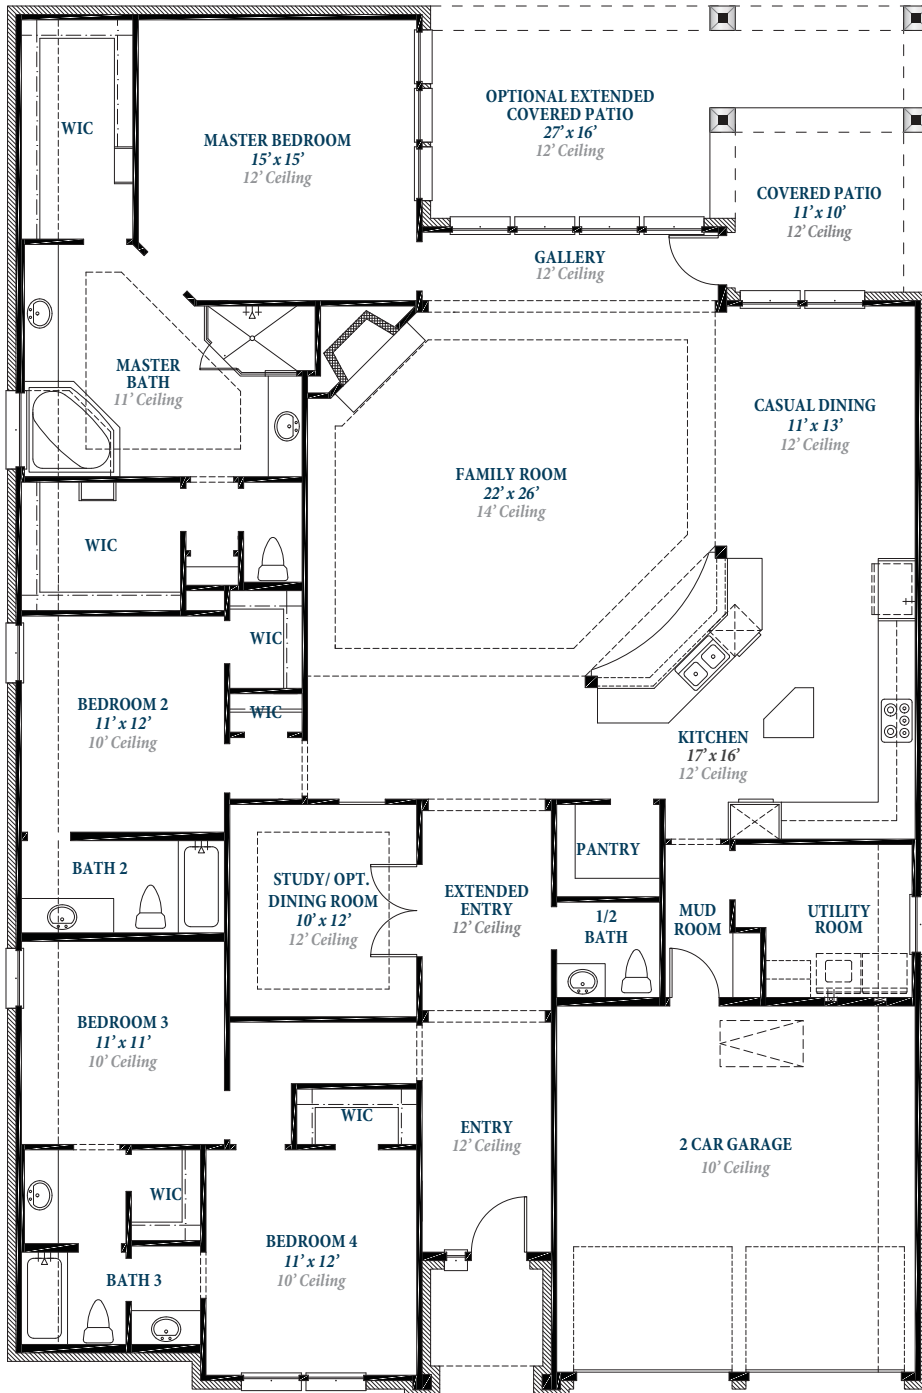 OPTIONAL EXTENDED
COVERED PATIO
27' x 16'
12' Ceiling
WIC
MASTER BEDROOM
15' x 15'
12' Ceiling
COVERED PATIO
11' x 10'
12' Ceiling
GALLERY
12' Ceiling
MASTER
BATH
11' Ceiling
CASUAL DINING
11' x 13'
12' Ceiling
FAMILY ROOM
22' x 26'
14' Ceiling
WIC
WIC
BEDROOM 2
11' x 12'
10' Ceiling
WIC
KITCHEN
17' x 16'
12' Ceiling
BATH 2
STUDY/ OPT.
DINING ROOM
10' x 12'
12' Ceiling
EXTENDED
ENTRY
12' Ceiling
PANTRY
1/2
BATH
MUD
ROOM
UTILITY
ROOM
BEDROOM 3
11' x 11'
10' Ceiling
WIC
ENTRY
12' Ceiling
2 CAR GARAGE
10' Ceiling
WIC
BATH 3
BEDROOM 4
11' x 12'
10' Ceiling